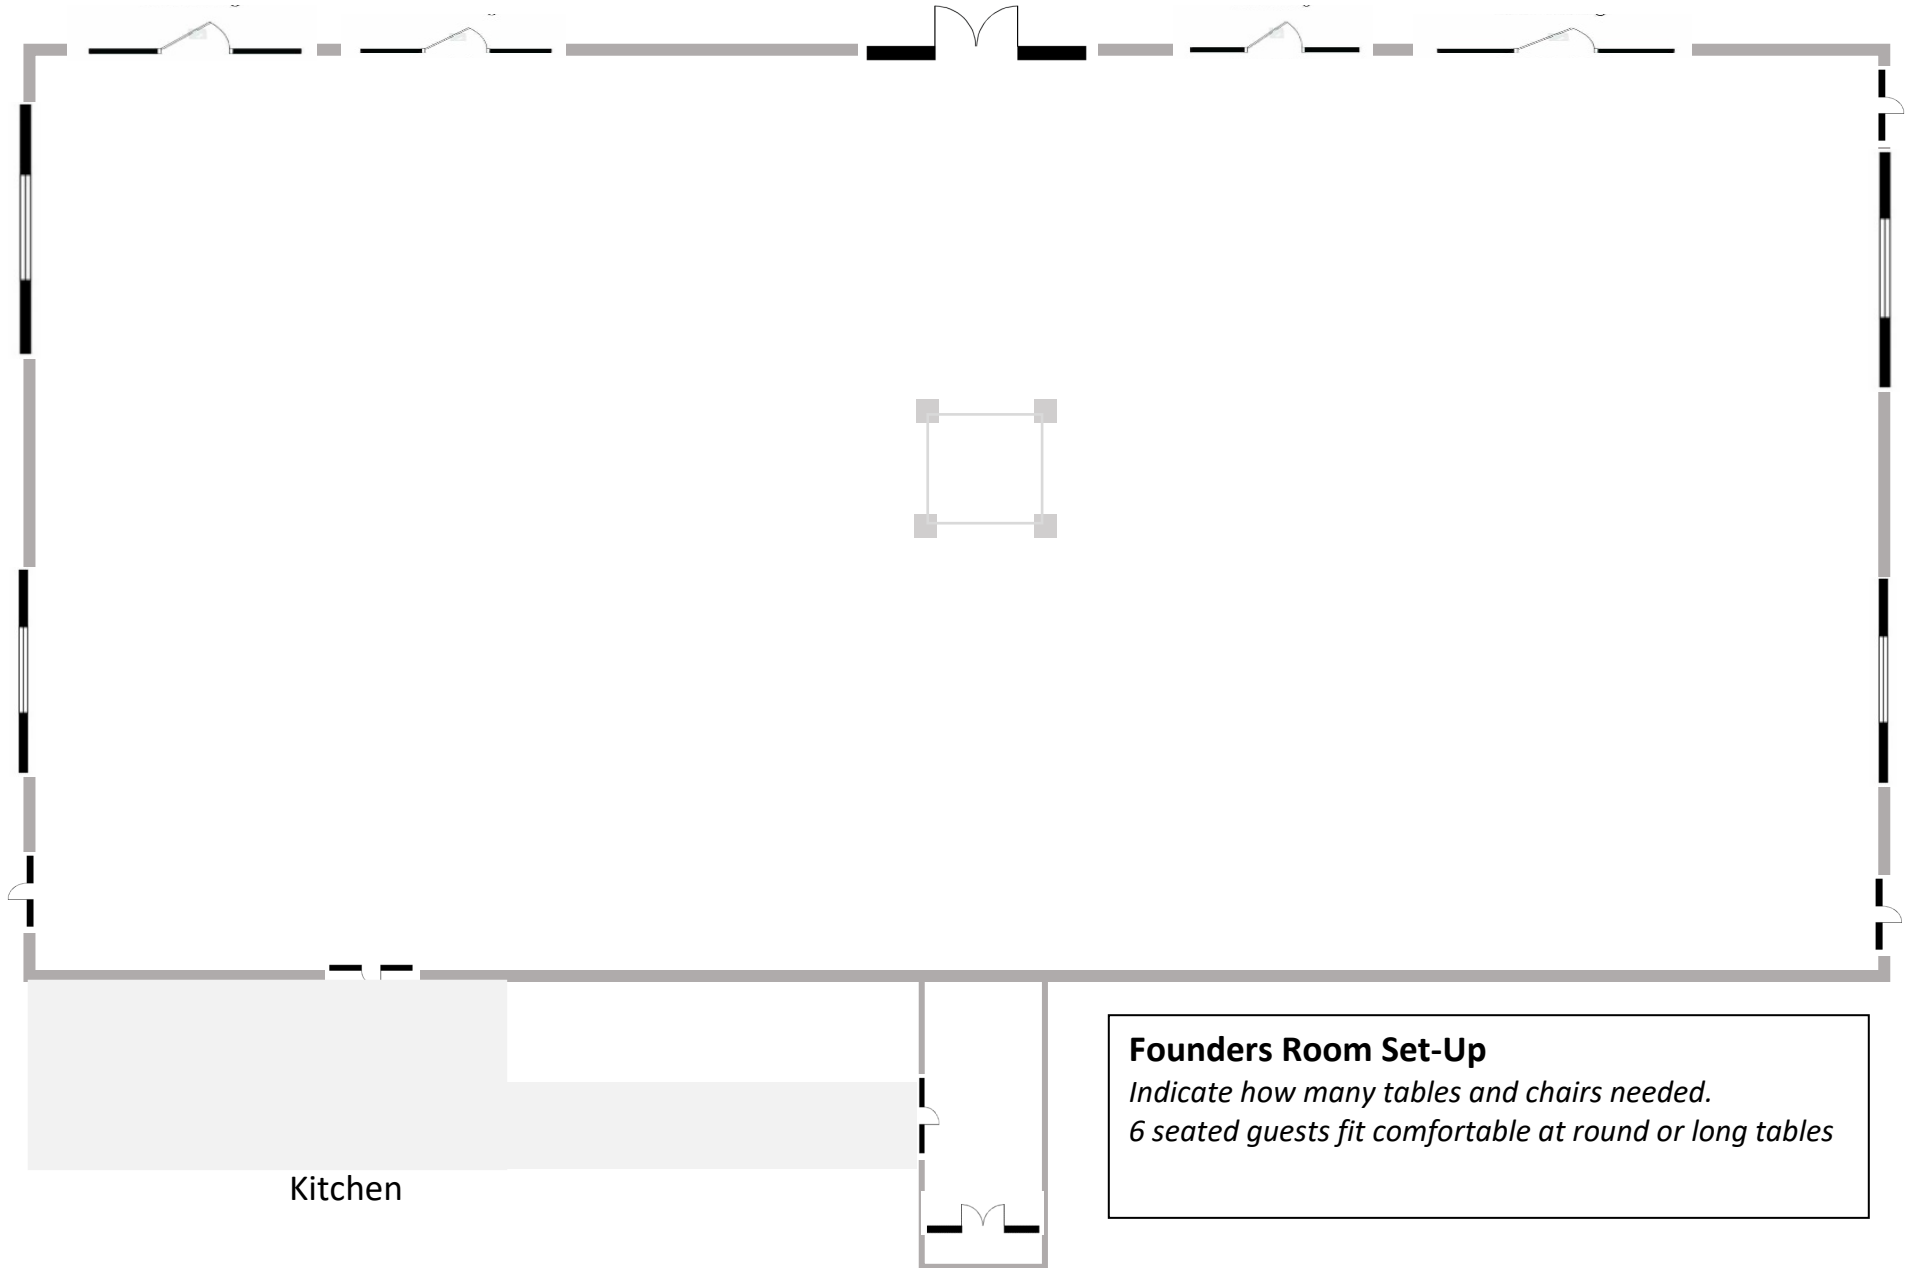 Founders Room Set-Up
Indicate how many tables and chairs needed.
6 seated guests fit comfortable at round or long tables
Kitchen